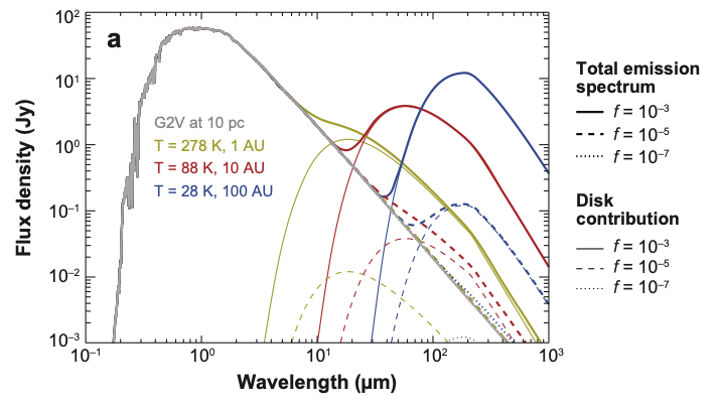 a
10²
10¹
10⁰
10⁻¹
10⁻²
10⁻³
Flux density (Jy)
G2V at 10 pc
T = 278 K, 1 AU
T = 88 K, 10 AU
T = 28 K, 100 AU
10⁻¹ 10⁰ 10¹ 10² 10³
Wavelength (µm)
Total emission
spectrum
f = 10⁻³
f = 10⁻⁵
f = 10⁻⁷
Disk
contribution
f = 10⁻³
f = 10⁻⁵
f = 10⁻⁷